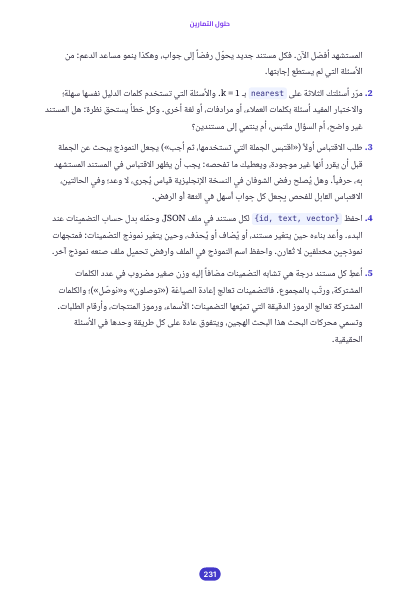 حلول التمارين
المستشهد أفضل الآن. فكل مستند جديد يحوّل رفضاً إلى جواب، وهكذا ينمو مساعد الدعم: من
الأسئلة التي لم يستطع إجابتها.
2. مرّر أسئلتك الثلاثة على nearest بـ k = 1. والأسئلة التي تستخدم كلمات الدليل نفسها سهلة؛
والاختبار المفيد أسئلة بكلمات العملاء، أو مرادفات، أو لغة أخرى. وكل خطأ يستحق نظرة: هل المستند
غير واضح، أم السؤال ملتبس، أم ينتمي إلى مستندين؟
3. طلب الاقتباس أولاً («اقتبس الجملة التي تستخدمها، ثم أجب») يجعل النموذج يبحث عن الجملة
قبل أن يقرر أنها غير موجودة، ويعطيك ما تفحصه: يجب أن يظهر الاقتباس في المستند المستشهد
به، حرفياً. وهل يُصلح رفض الشوفان في النسخة الإنجليزية قياس يُجرى، لا وعد؛ وفي الحالتين،
الاقتباس القابل للفحص يجعل كل جواب أسهل في الثقة أو الرفض.
4. احفظ {id, text, vector} لكل مستند في ملف JSON، وحمّله بدل حساب التضمينات عند
البدء. وأعد بناءه حين يتغير مستند، أو يُضاف أو يُحذف، وحين يتغير نموذج التضمينات: فمتجهات
نموذجين مختلفين لا تُقارن. واحفظ اسم النموذج في الملف وارفض تحميل ملف صنعه نموذج آخر.
5. أعطِ كل مستند درجة هي تشابه التضمينات مضافاً إليه وزن صغير مضروب في عدد الكلمات
المشتركة، ورتّب بالمجموع. فالتضمينات تعالج إعادة الصياغة («توصلون» و«نوصّل»)؛ والكلمات
المشتركة تعالج الرموز الدقيقة التي تميّعها التضمينات: الأسماء، ورموز المنتجات، وأرقام الطلبات.
وتسمي محركات البحث هذا البحث الهجين، ويتفوق عادة على كل طريقة وحدها في الأسئلة
الحقيقية.
231